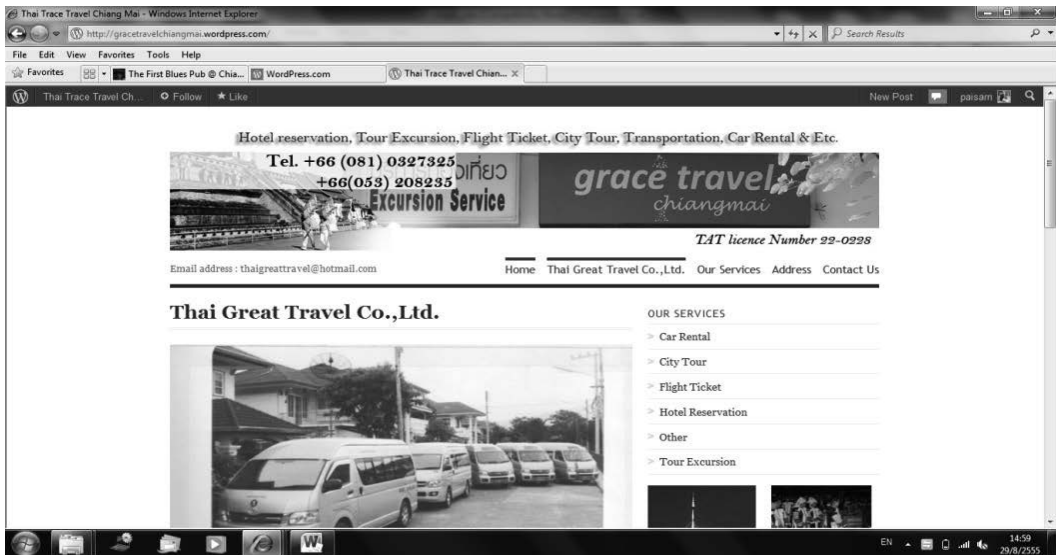 Thai Trace Travel Chiang Mai - Windows Internet Explorer
http://gracetravelchiangmai.wordpress.com/
Search Results
File Edit View Favorites Tools Help
Favorites
The First Blues Pub @ Chia...
WordPress.com
Thai Trace Travel Chian...
Thai Trace Travel Ch...
Follow
Like
New Post
paisam
Hotel reservation, Tour Excursion, Flight Ticket, City Tour, Transportation, Car Rental & Etc.
Tel. +66 (081) 0327325
+66(053) 208235
Excursion Service
grace travel
chiangmai
TAT licence Number 22-0228
Email address : thaigreattravel@hotmail.com
Home Thai Great Travel Co.,Ltd. Our Services Address Contact Us
Thai Great Travel Co.,Ltd.
OUR SERVICES
> Car Rental
> City Tour
> Flight Ticket
> Hotel Reservation
> Other
> Tour Excursion
EN
14:59
29/8/2555